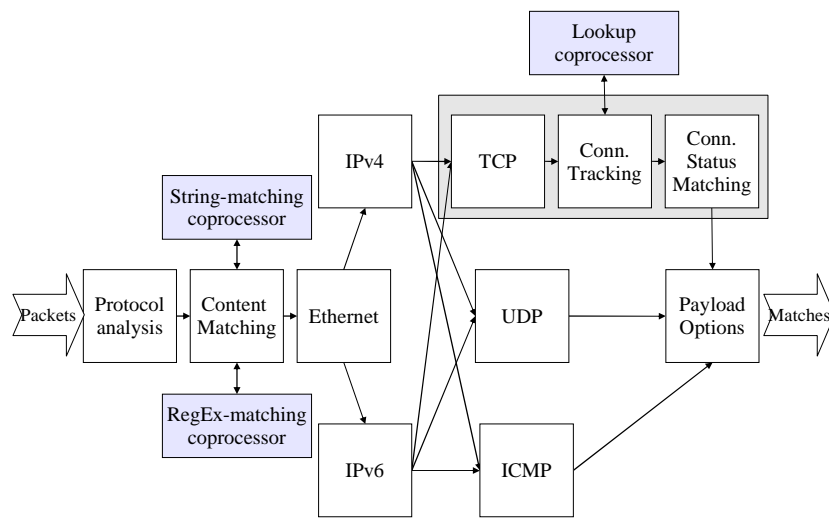 Lookup
coprocessor
IPv4
TCP
Conn.
Tracking
Conn.
Status
Matching
String-matching
coprocessor
Packets
Protocol
analysis
Content
Matching
Ethernet
UDP
Payload
Options
Matches
RegEx-matching
coprocessor
IPv6
ICMP